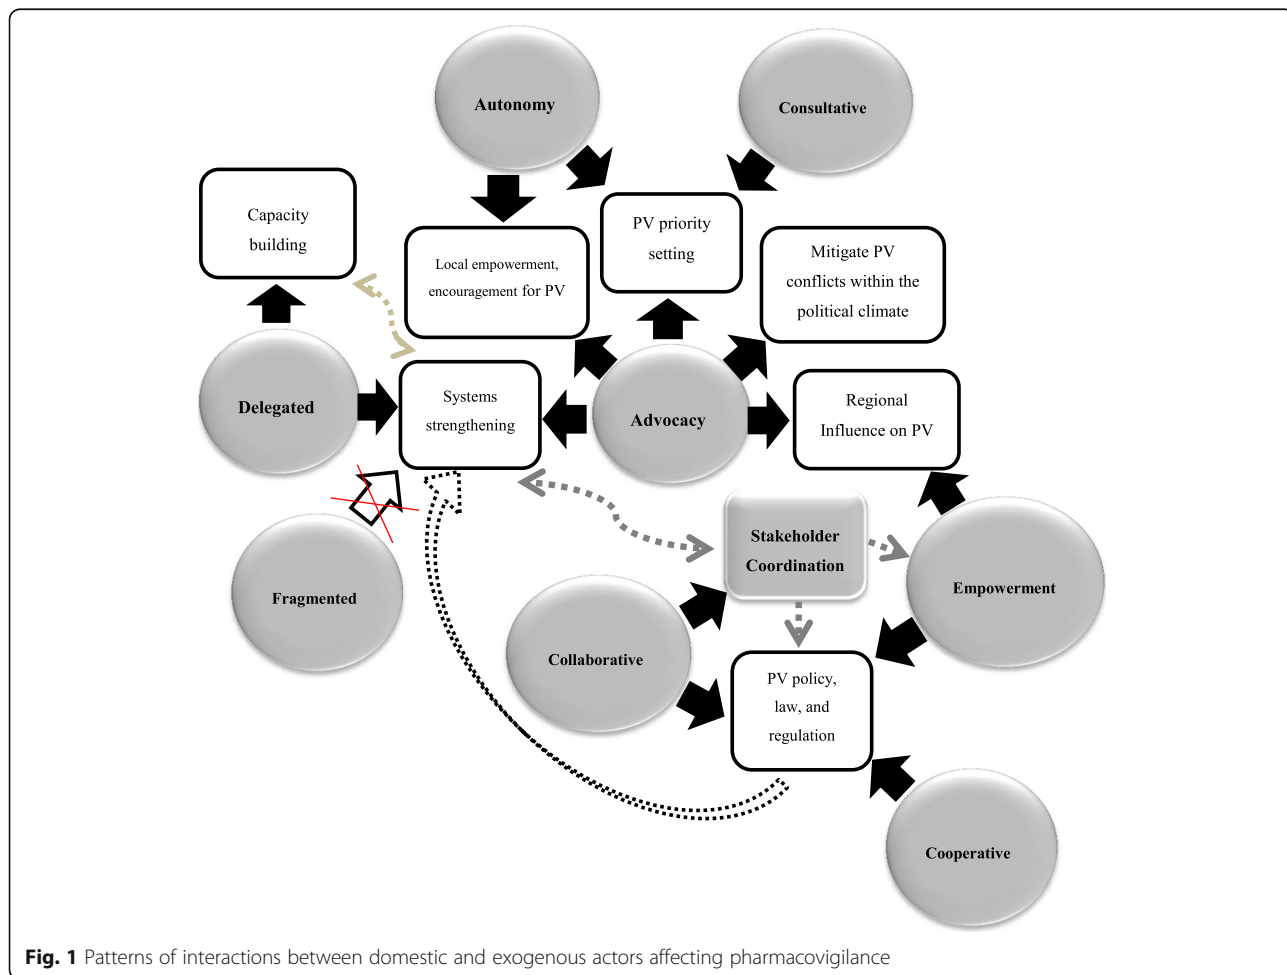 Autonomy
Consultative
Capacity
building
PV priority
setting
Local empowerment,
encouragement for PV
Mitigate PV
conflicts within the
political climate
Delegated
Systems
strengthening
Advocacy
Regional
Influence on PV
Stakeholder
Coordination
Fragmented
Empowerment
Collaborative
PV policy,
law, and
regulation
Cooperative
Fig. 1 Patterns of interactions between domestic and exogenous actors affecting pharmacovigilance